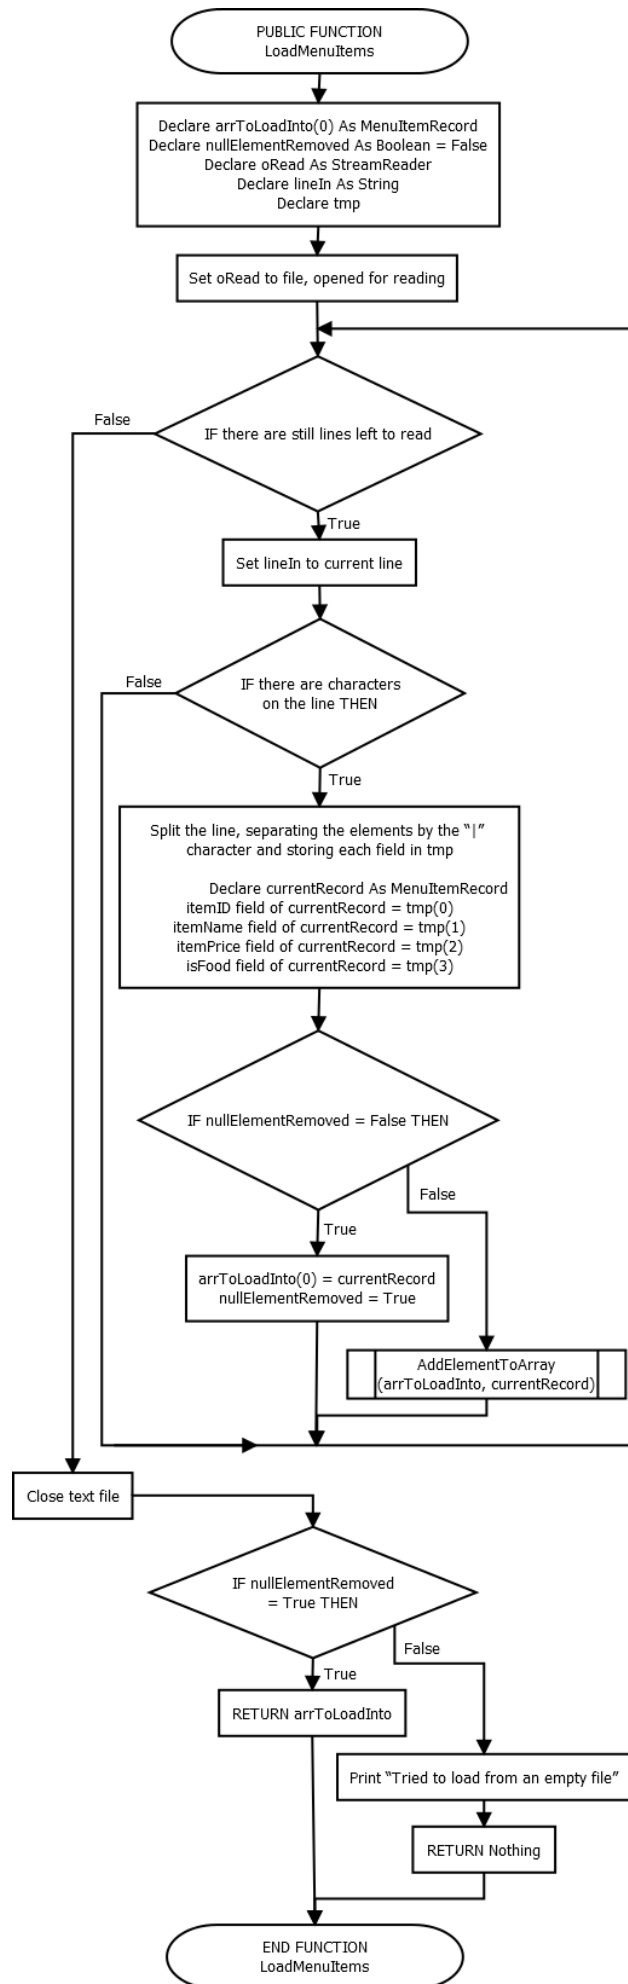 PUBLIC FUNCTION
LoadMenuItems
Declare arrToLoadInto(0) As MenuItemRecord
Declare nullElementRemoved As Boolean = False
Declare oRead As StreamReader
Declare lineIn As String
Declare tmp
Set oRead to file, opened for reading
False
IF there are still lines left to read
True
Set lineIn to current line
False
IF there are characters
on the line THEN
True
Split the line, separating the elements by the “|”
character and storing each field in tmp
Declare currentRecord As MenuItemRecord
itemID field of currentRecord = tmp(0)
itemName field of currentRecord = tmp(1)
itemPrice field of currentRecord = tmp(2)
isFood field of currentRecord = tmp(3)
IF nullElementRemoved = False THEN
False
True
arrToLoadInto(0) = currentRecord
nullElementRemoved = True
AddElementToArray
(arrToLoadInto, currentRecord)
Close text file
IF nullElementRemoved
= True THEN
False
True
RETURN arrToLoadInto
Print “Tried to load from an empty file”
RETURN Nothing
END FUNCTION
LoadMenuItems